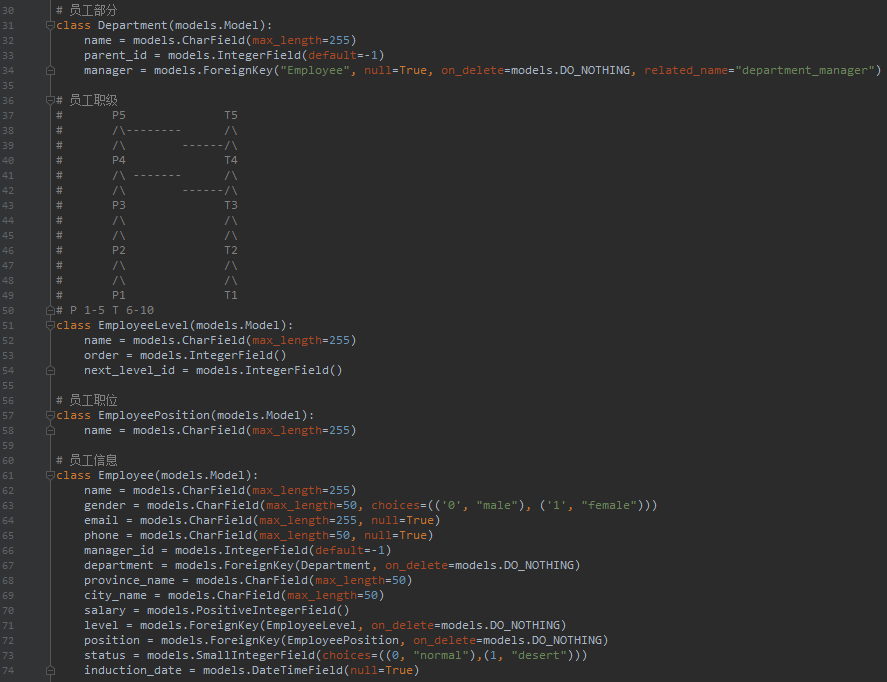 30 # 员工部分
31 class Department(models.Model):
32     name = models.CharField(max_length=255)
33     parent_id = models.IntegerField(default=-1)
34     manager = models.ForeignKey("Employee", null=True, on_delete=models.DO_NOTHING, related_name="department_manager")
35
36 # 员工职级
37 #       P5              T5
38 #       /\--------      /\
39 #       /\        ------/\
40 #       P4              T4
41 #       /\ -------      /\
42 #       /\        ------/\
43 #       P3              T3
44 #       /\              /\
45 #       /\              /\
46 #       P2              T2
47 #       /\              /\
48 #       /\              /\
49 #       P1              T1
50 # P 1-5 T 6-10
51 class EmployeeLevel(models.Model):
52     name = models.CharField(max_length=255)
53     order = models.IntegerField()
54     next_level_id = models.IntegerField()
55
56 # 员工职位
57 class EmployeePosition(models.Model):
58     name = models.CharField(max_length=255)
59
60 # 员工信息
61 class Employee(models.Model):
62     name = models.CharField(max_length=255)
63     gender = models.CharField(max_length=50, choices=(('0', "male"), ('1', "female")))
64     email = models.CharField(max_length=255, null=True)
65     phone = models.CharField(max_length=50, null=True)
66     manager_id = models.IntegerField(default=-1)
67     department = models.ForeignKey(Department, on_delete=models.DO_NOTHING)
68     province_name = models.CharField(max_length=50)
69     city_name = models.CharField(max_length=50)
70     salary = models.PositiveIntegerField()
71     level = models.ForeignKey(EmployeeLevel, on_delete=models.DO_NOTHING)
72     position = models.ForeignKey(EmployeePosition, on_delete=models.DO_NOTHING)
73     status = models.SmallIntegerField(choices=((0, "normal"),(1, "desert")))
74     induction_date = models.DateTimeField(null=True)